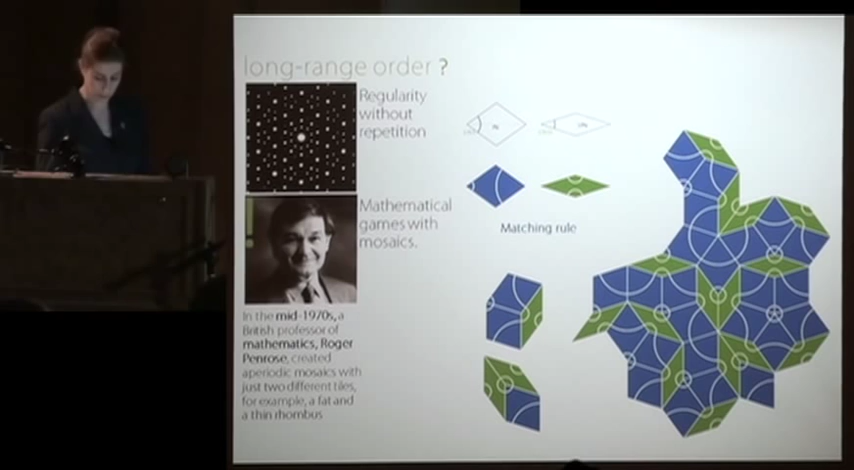 long-range order ?
Regularity
without
repetition
Mathematical
games with
mosaics.
In the mid-1970s, a
British professor of
mathematics, Roger
Penrose, created
aperiodic mosaics with
just two different tiles,
for example, a fat and
a thin rhombus
Matching rule